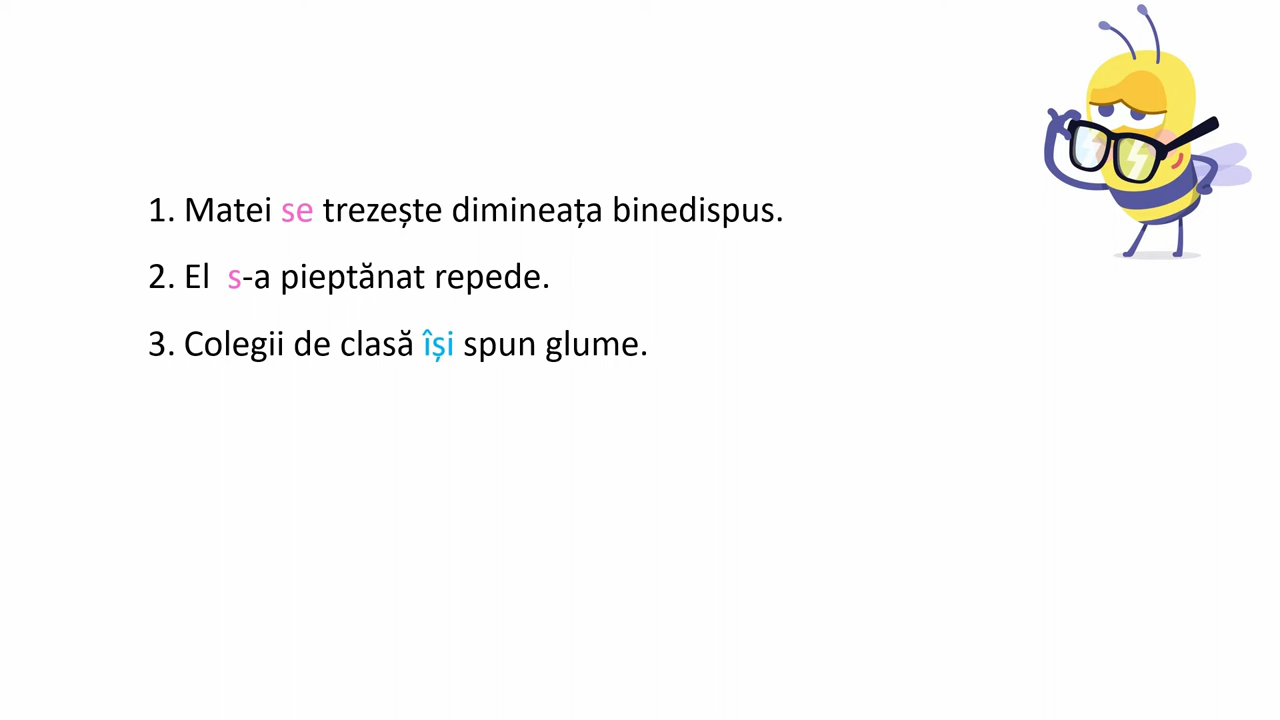 1. Matei se trezește dimineața binedispus.
2. El s-a pieptănat repede.
3. Colegii de clasă își spun glume.